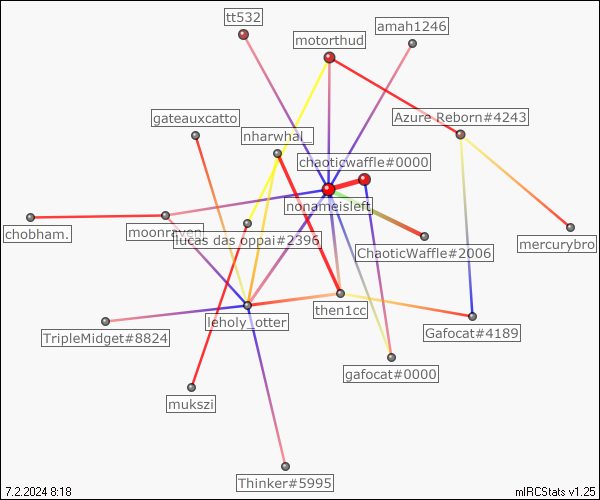 tt532
amah1246
motorthud
gateauxcatto
Azure Reborn#4243
nharwhal_
chaoticwaffle#0000
nonameisleft
chobham.
moonraven
lucas das oppai#2396
mercurybro
ChaoticWaffle#2006
leholy_otter
then1cc
TripleMidget#8824
Gafocat#4189
gafocat#0000
mukszi
Thinker#5995
7.2.2024 8:18
mIRCStats v1.25